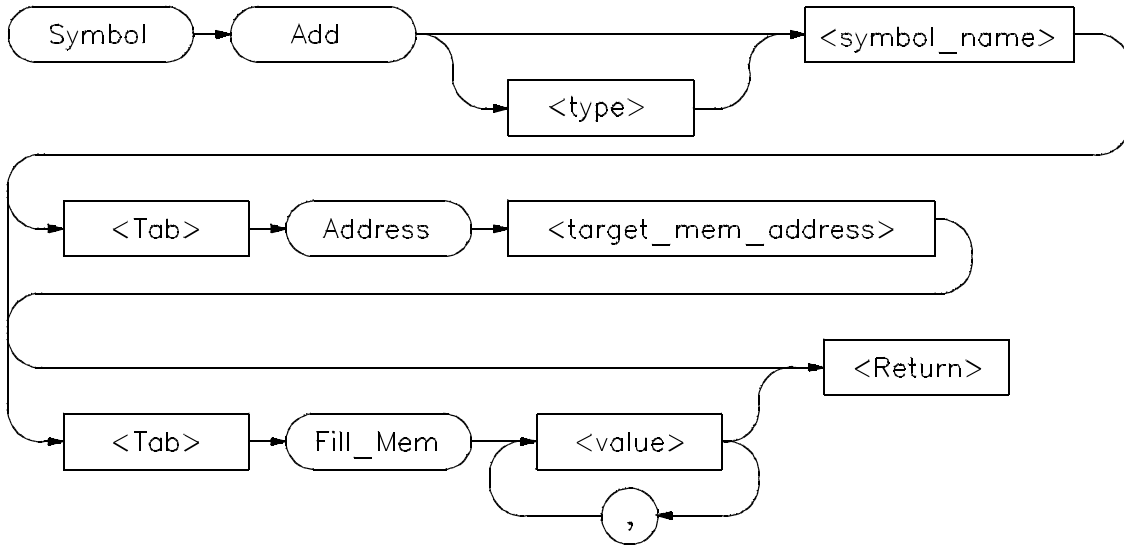 Symbol Add <symbol_name>
<type>
<Tab> Address <target_mem_address>
<Return>
<Tab> Fill_Mem <value>
,